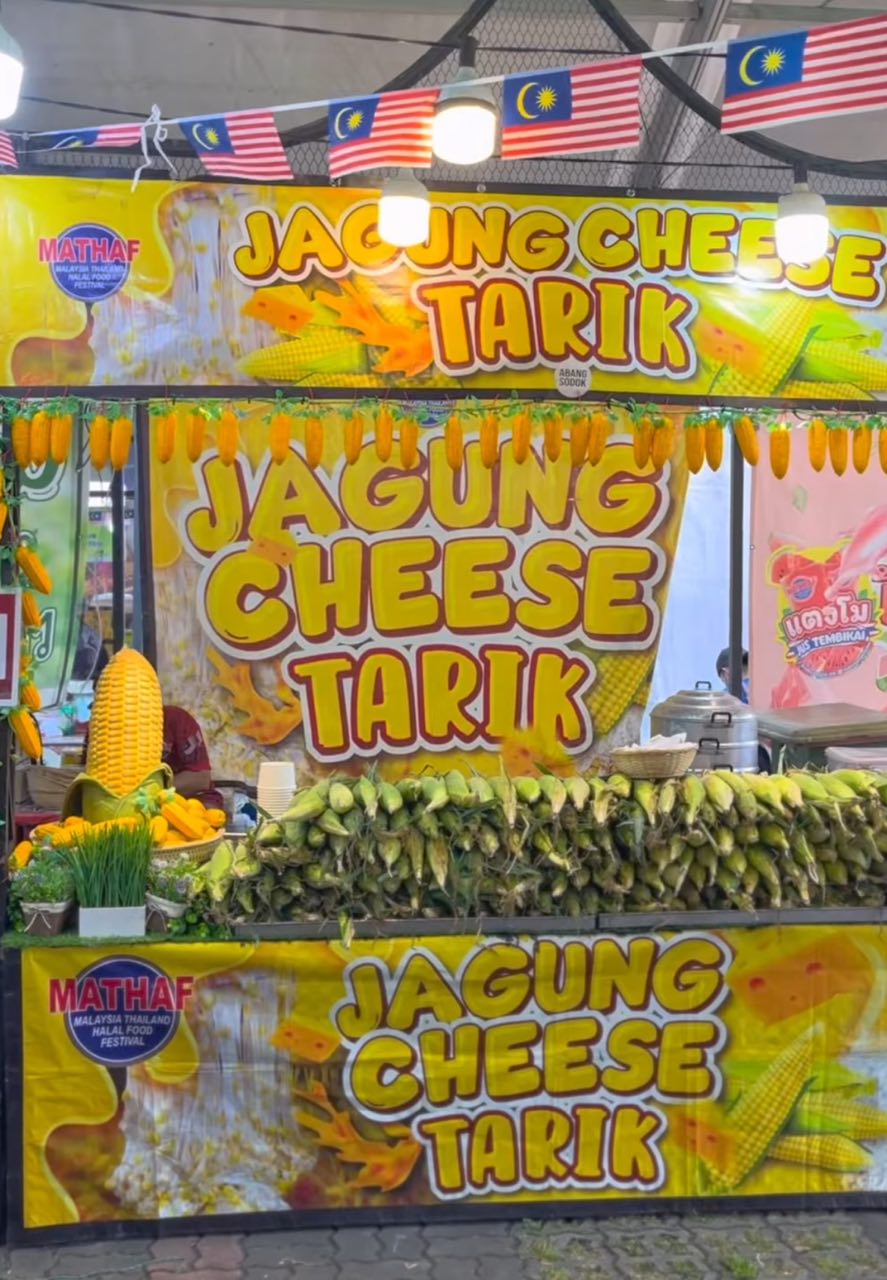 MATHAF
MALAYSIA THAILAND
HALAL FOOD
FESTIVAL
JAGUNG CHEESE
TARIK
ABANG
SODOK
JAGUNG
CHEESE
TARIK
แตงโม
JUS TEMBIKAI
MATHAF
MALAYSIA THAILAND
HALAL FOOD
FESTIVAL
JAGUNG
CHEESE
TARIK